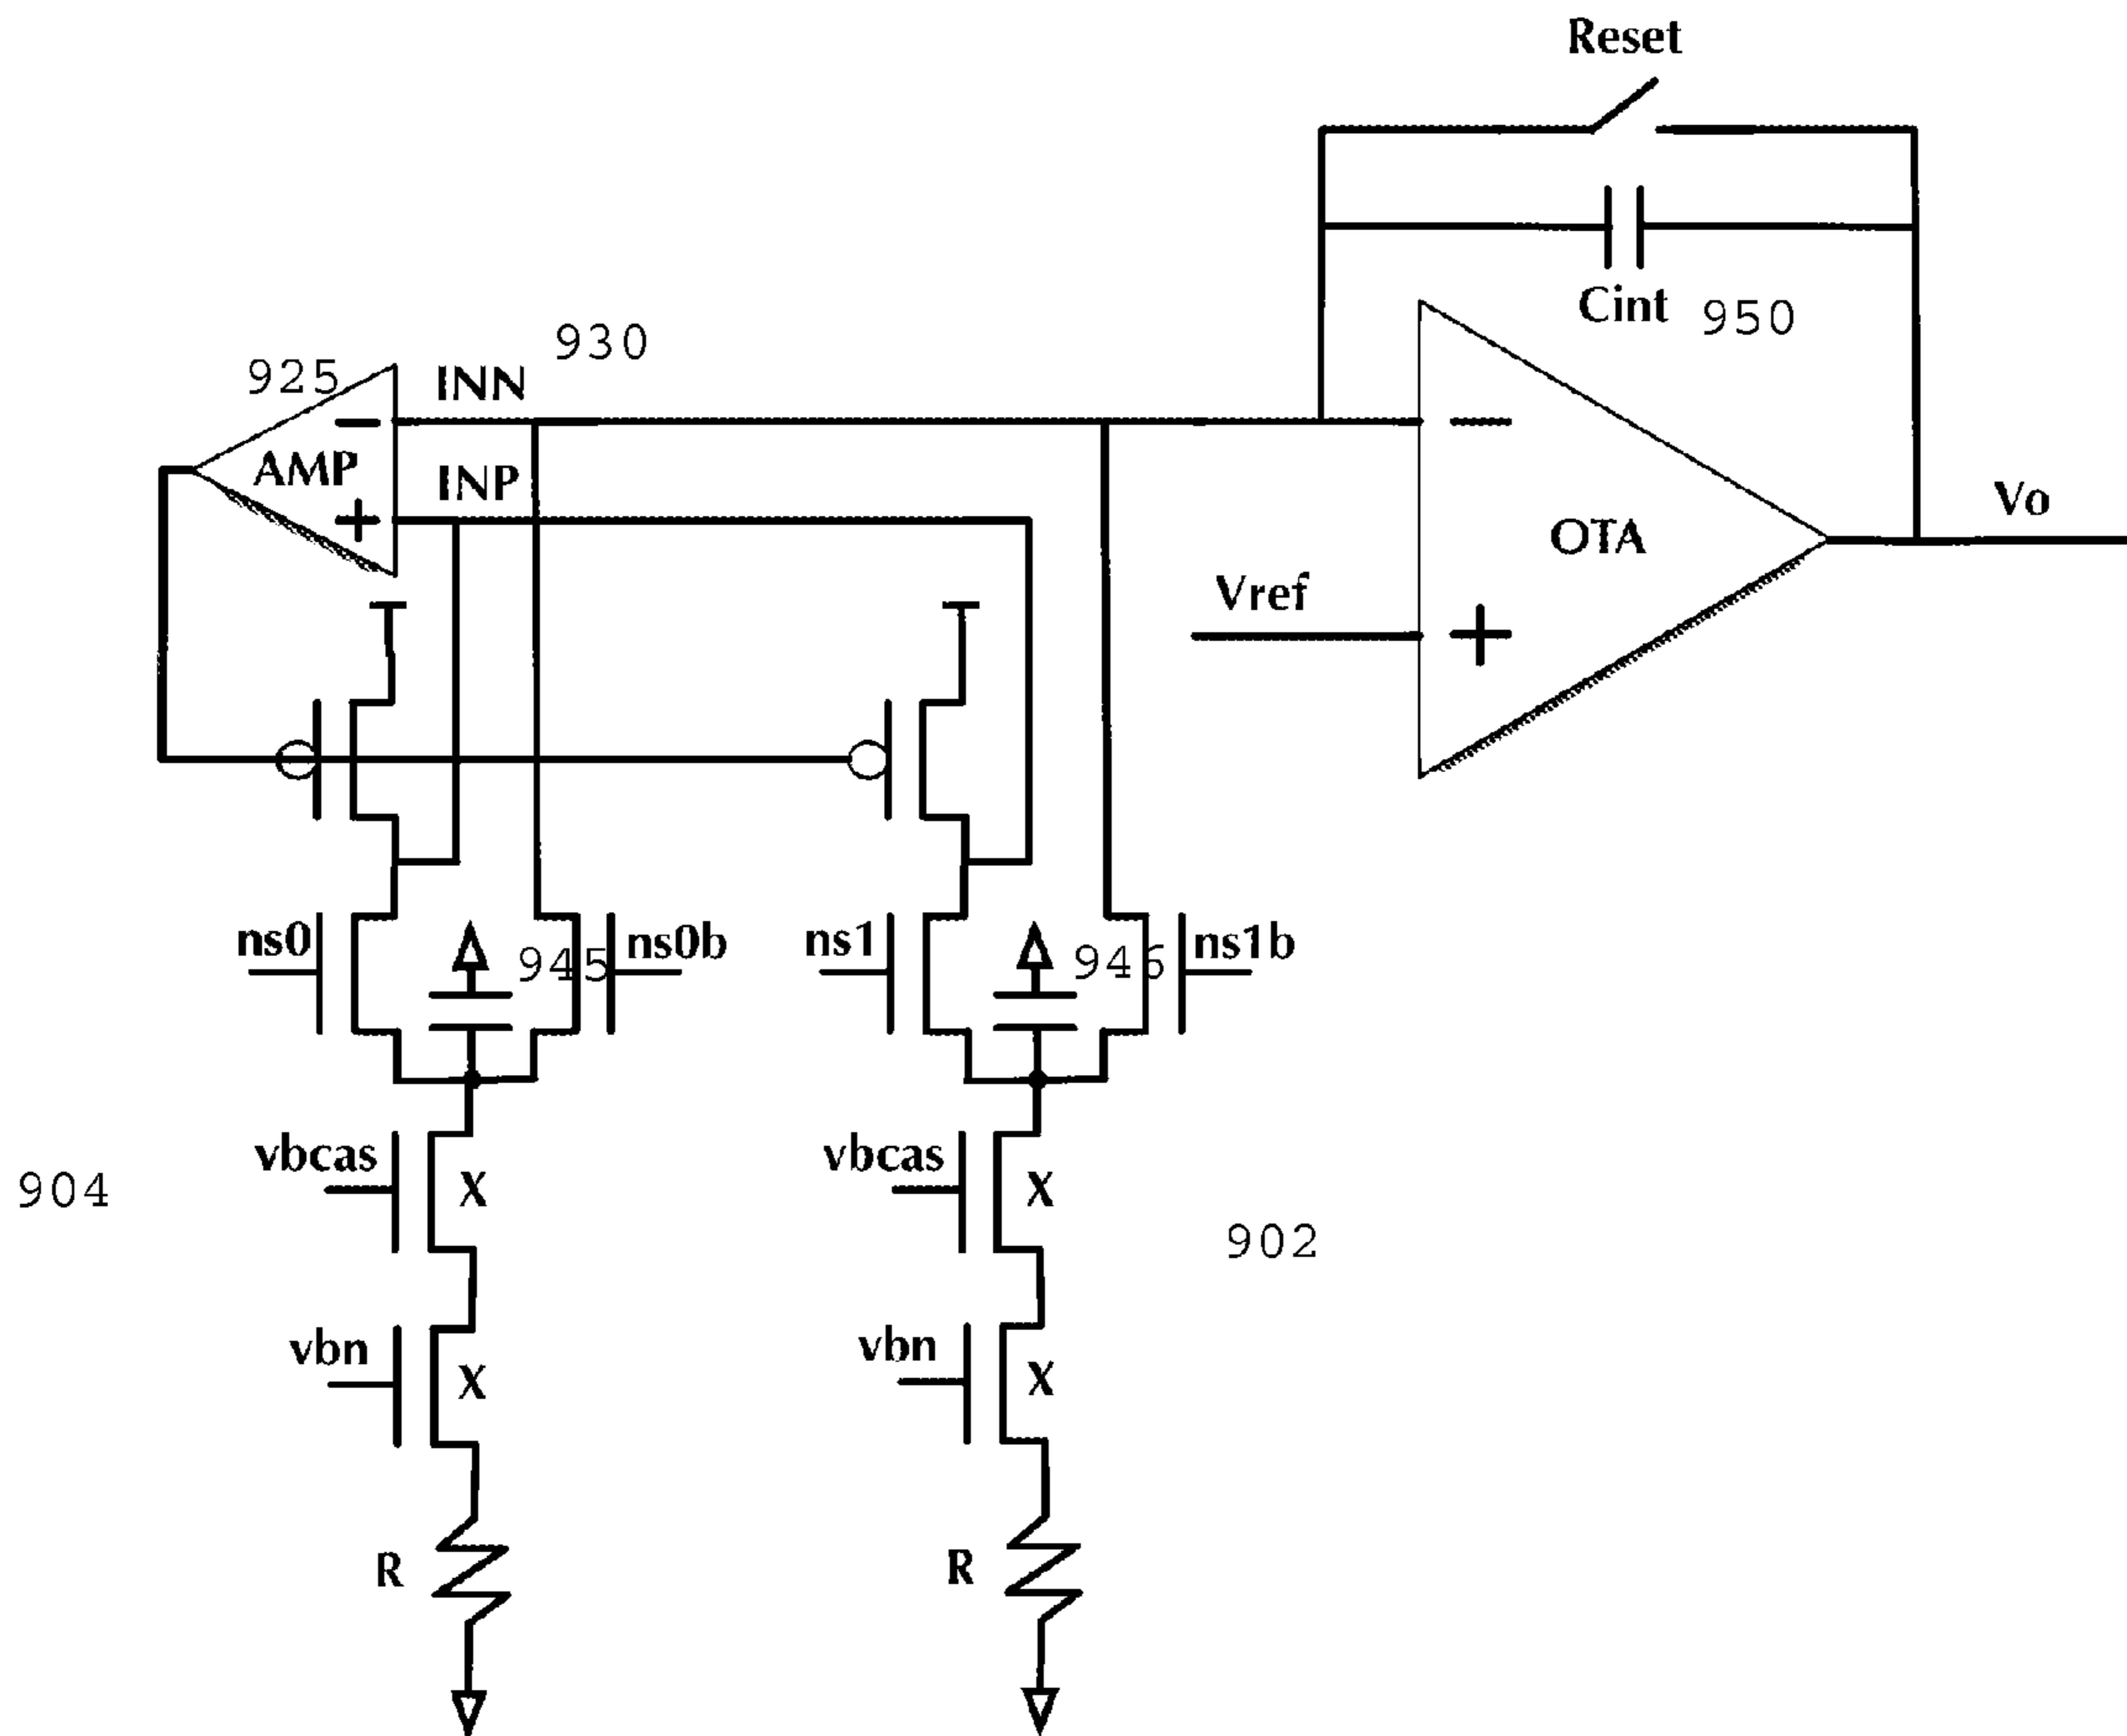 Reset
Cint 950
930
925
INN
AMP
INP
OTA
Vo
Vref
-
+
-
+
ns0
945
ns0b
ns1
946
ns1b
vbcas
X
vbcas
X
904
902
vbn
X
vbn
X
R
R